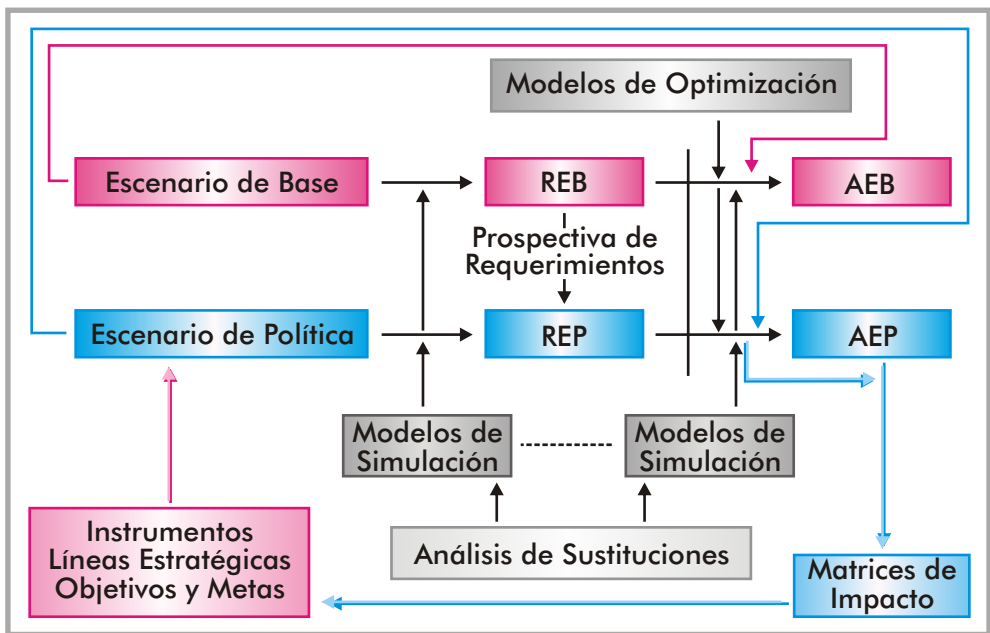 Modelos de Optimización
Escenario de Base
REB
AEB
Prospectiva de
Requerimientos
Escenario de Política
REP
AEP
Modelos de
Simulación
Modelos de
Simulación
Instrumentos
Líneas Estratégicas
Objetivos y Metas
Análisis de Sustituciones
Matrices de
Impacto